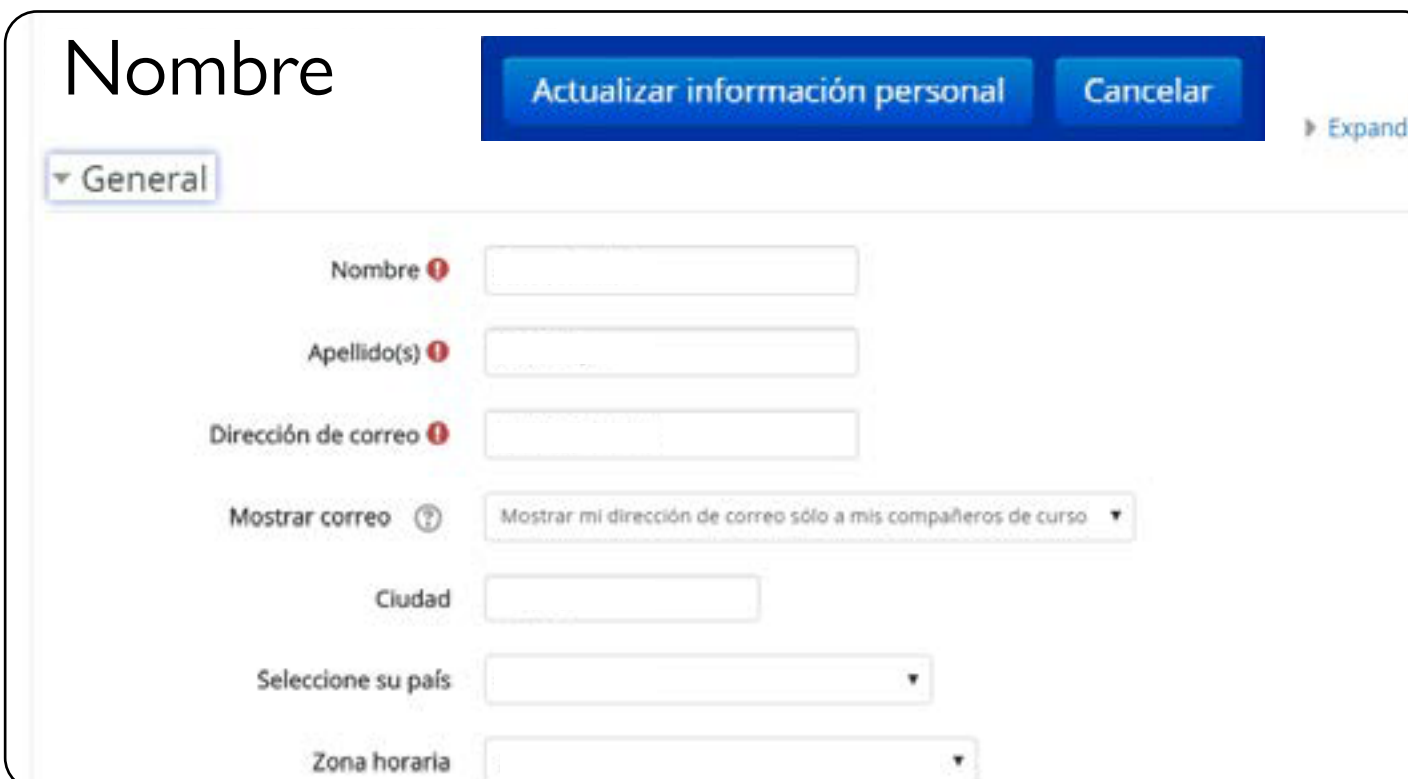 Nombre
Actualizar información personal
Cancelar
Expand
General
Nombre
Apellido(s)
Dirección de correo
Mostrar correo
Mostrar mi dirección de correo sólo a mis compañeros de curso
Ciudad
Seleccione su país
Zona horaria